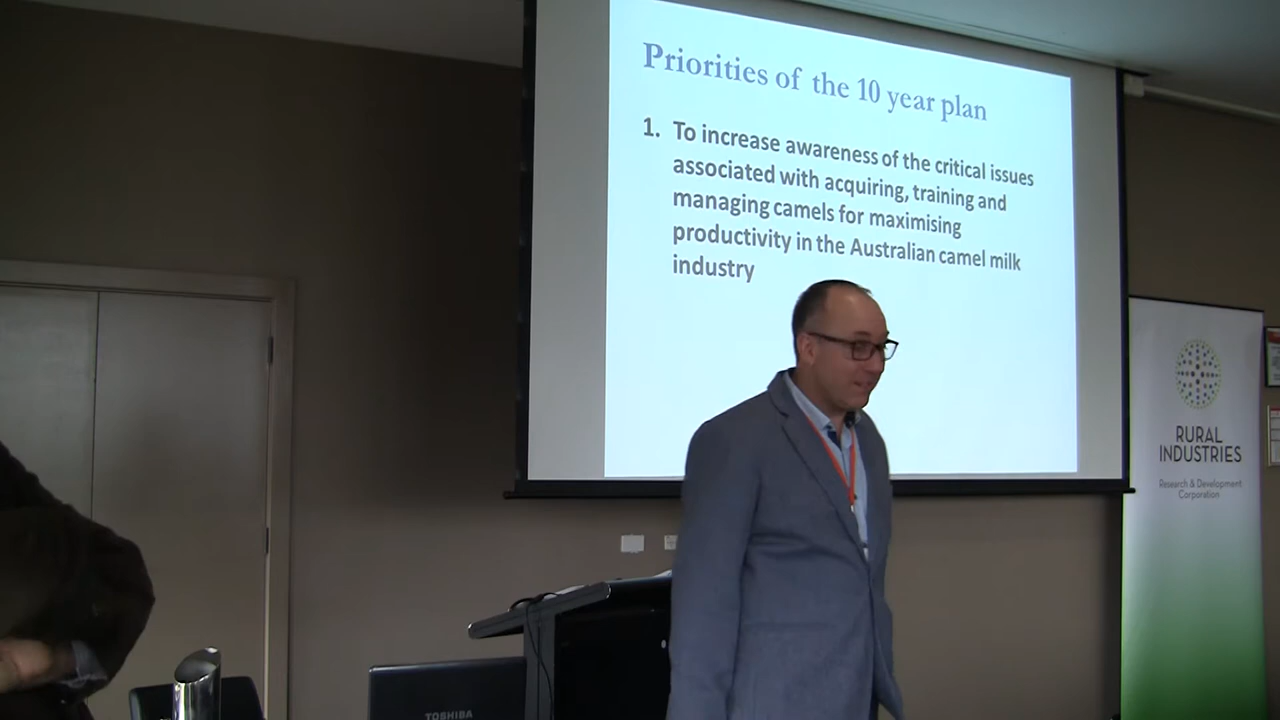 Priorities of the 10 year plan
1. To increase awareness of the critical issues
associated with acquiring, training and
managing camels for maximising
productivity in the Australian camel milk
industry
RURAL
INDUSTRIES
Research & Development
Corporation
TOSHIBA